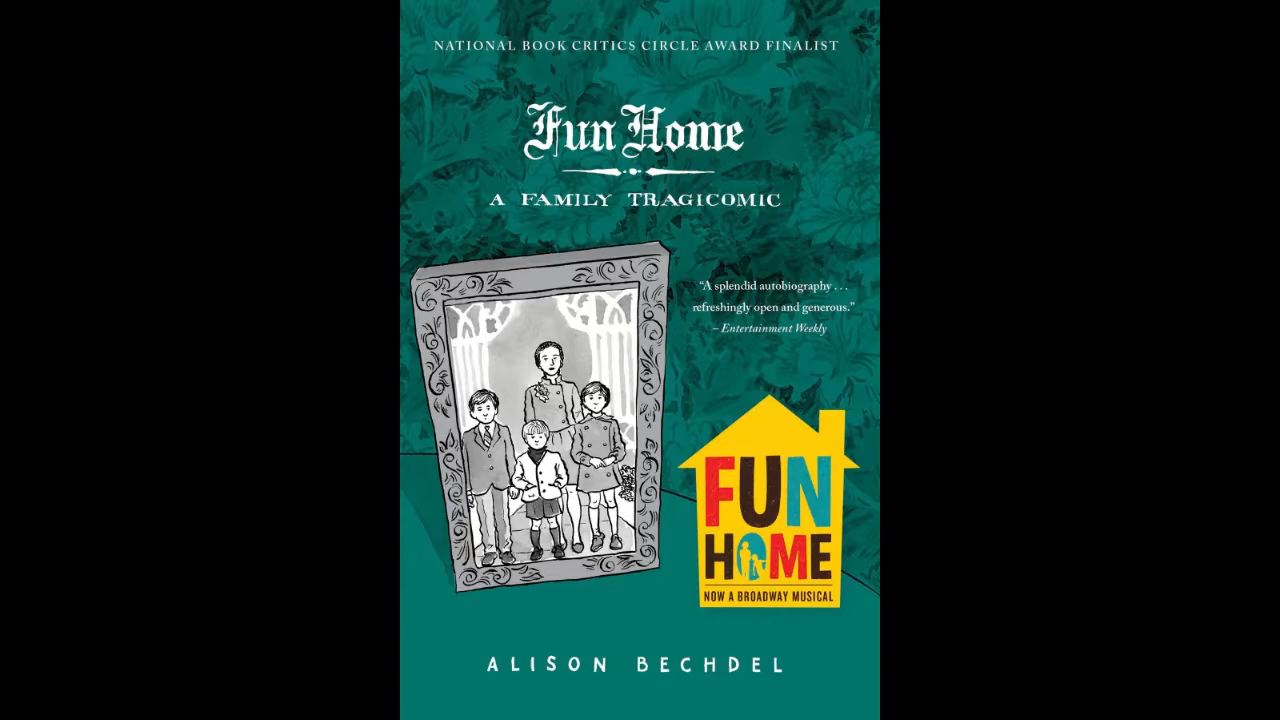 NATIONAL BOOK CRITICS CIRCLE AWARD FINALIST
Fun Home
A FAMILY TRAGICOMIC
“A splendid autobiography . . .
refreshingly open and generous.”
– Entertainment Weekly
FUN
HOME
NOW A BROADWAY MUSICAL
ALISON BECHDEL